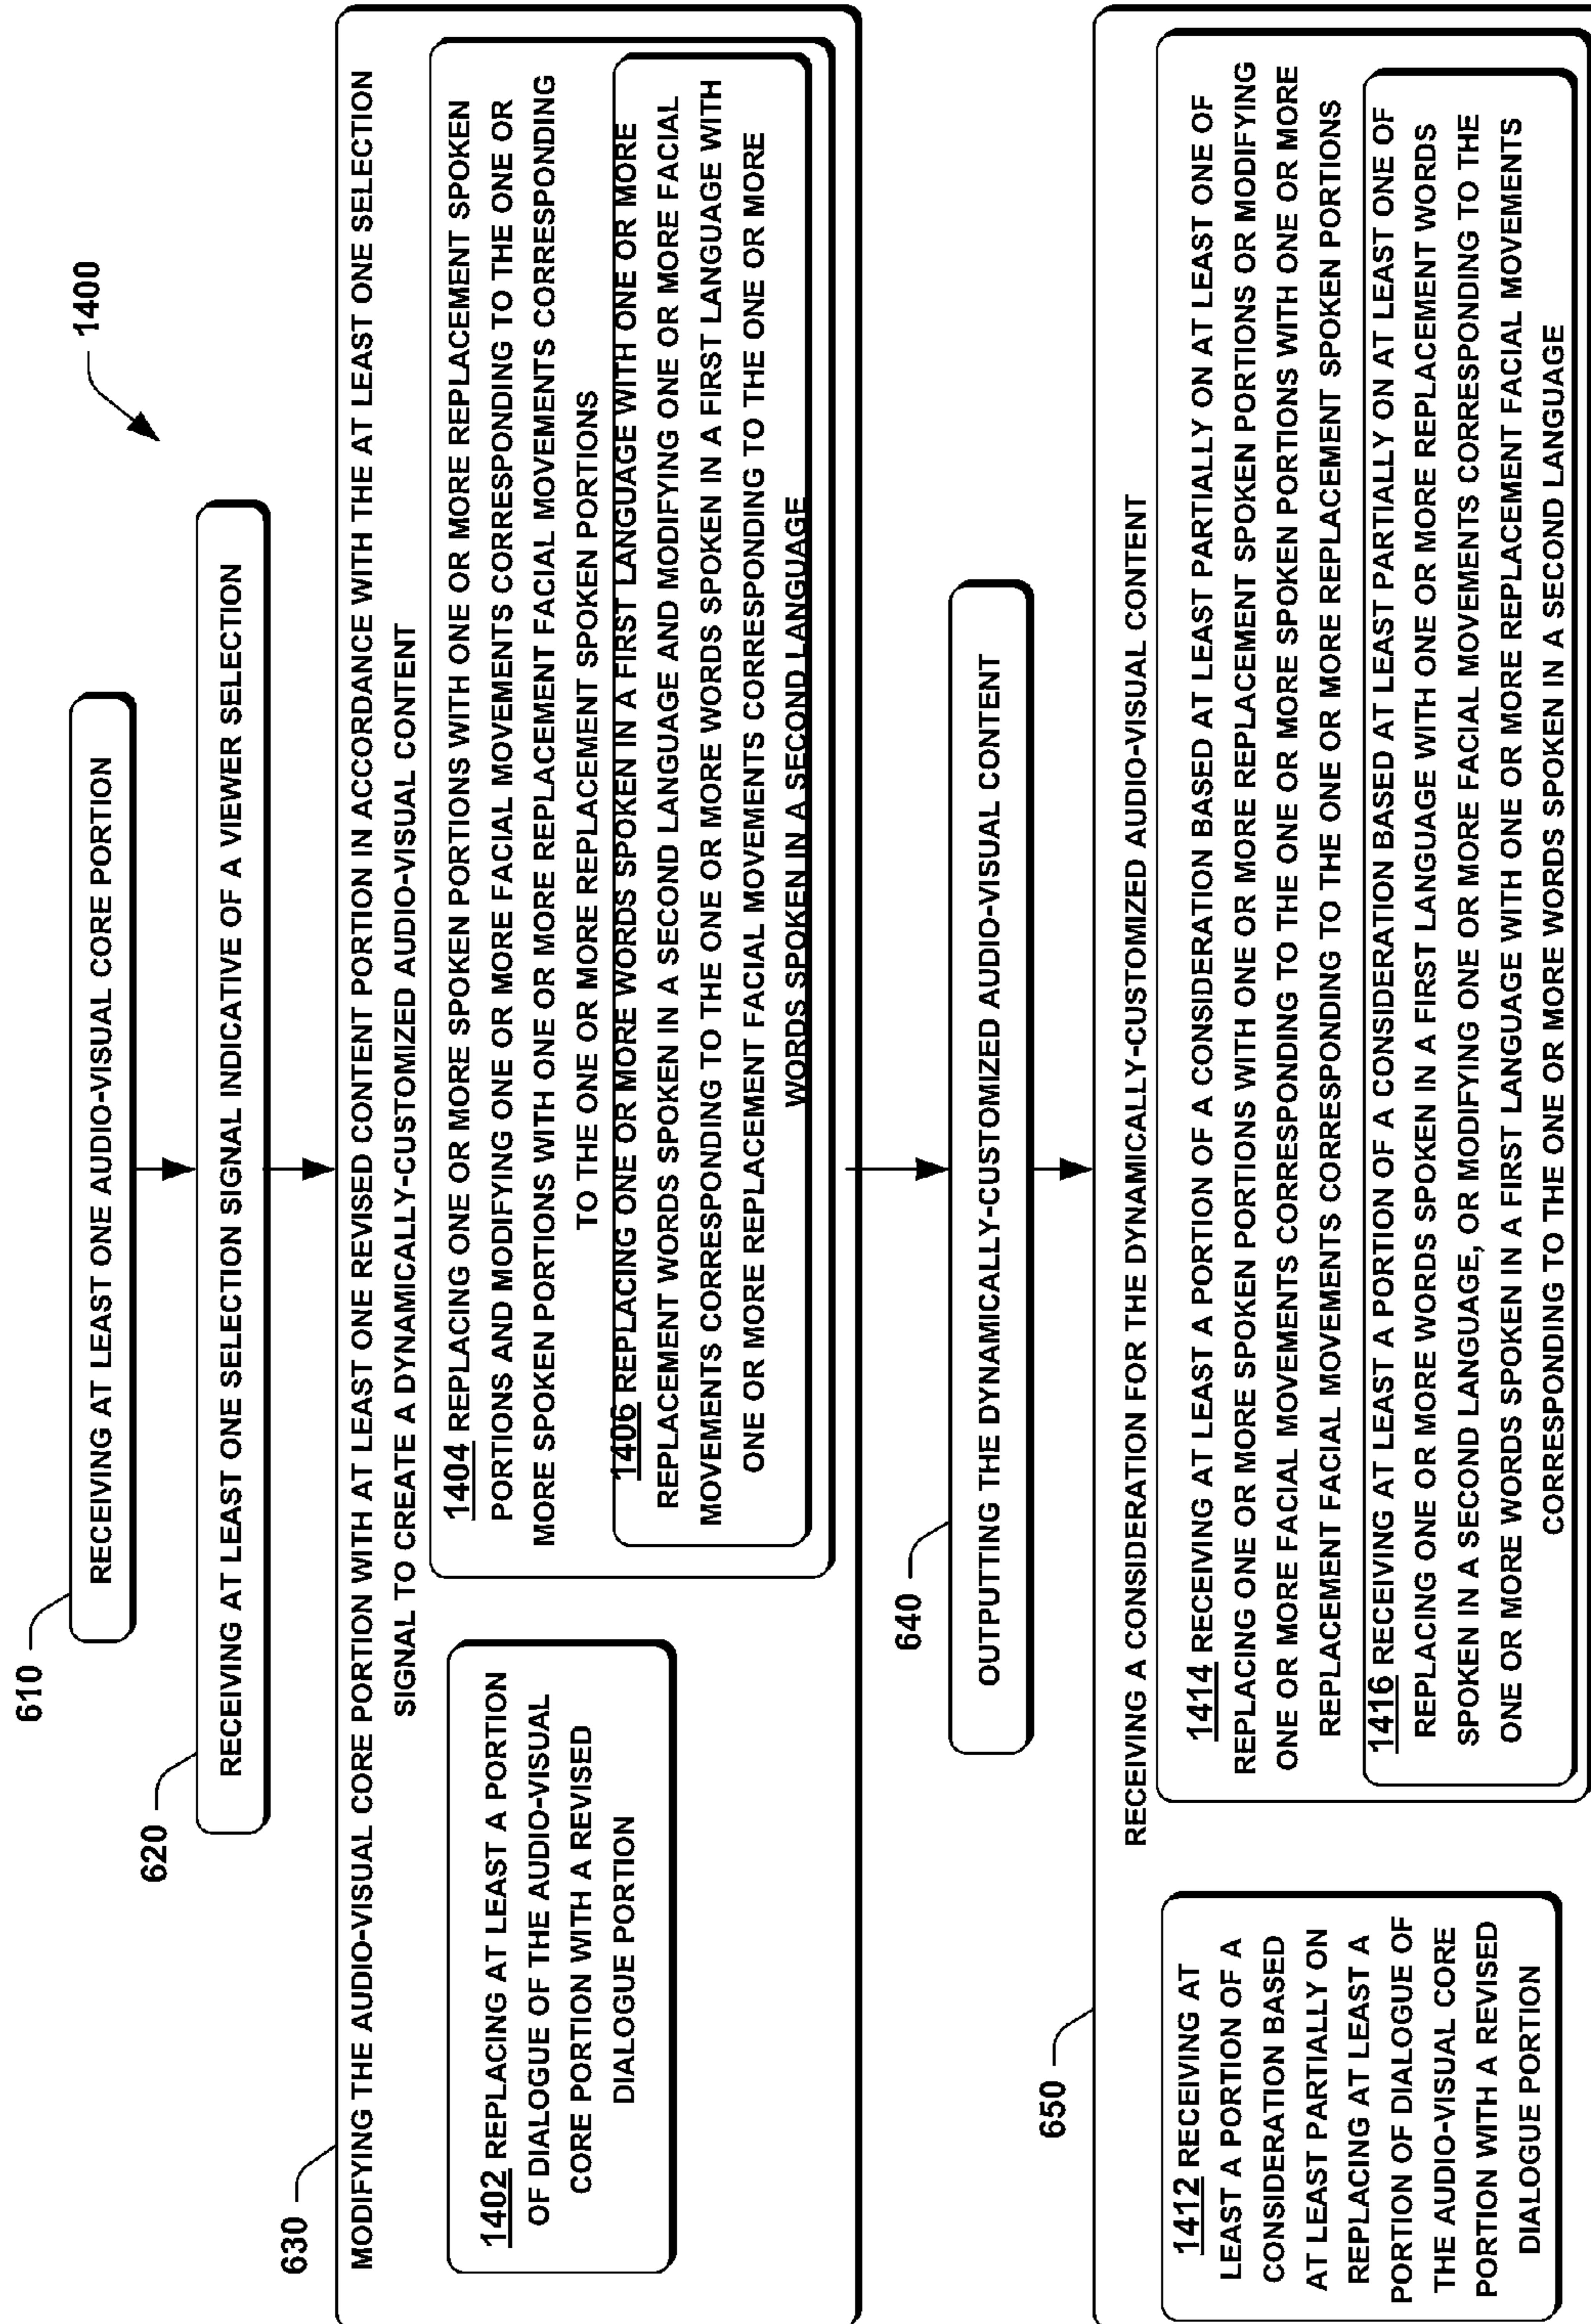 1400
610
RECEIVING AT LEAST ONE AUDIO-VISUAL CORE PORTION
620
RECEIVING AT LEAST ONE SELECTION SIGNAL INDICATIVE OF A VIEWER SELECTION
630
MODIFYING THE AUDIO-VISUAL CORE PORTION WITH AT LEAST ONE REVISED CONTENT PORTION IN ACCORDANCE WITH THE AT LEAST ONE SELECTION
SIGNAL TO CREATE A DYNAMICALLY-CUSTOMIZED AUDIO-VISUAL CONTENT
1402 REPLACING AT LEAST A PORTION
OF DIALOGUE OF THE AUDIO-VISUAL
CORE PORTION WITH A REVISED
DIALOGUE PORTION
1404 REPLACING ONE OR MORE SPOKEN PORTIONS WITH ONE OR MORE REPLACEMENT SPOKEN
PORTIONS AND MODIFYING ONE OR MORE FACIAL MOVEMENTS CORRESPONDING TO THE ONE OR
MORE SPOKEN PORTIONS WITH ONE OR MORE REPLACEMENT FACIAL MOVEMENTS CORRESPONDING
TO THE ONE OR MORE REPLACEMENT SPOKEN PORTIONS
1406 REPLACING ONE OR MORE WORDS SPOKEN IN A FIRST LANGUAGE WITH ONE OR MORE
REPLACEMENT WORDS SPOKEN IN A SECOND LANGUAGE AND MODIFYING ONE OR MORE FACIAL
MOVEMENTS CORRESPONDING TO THE ONE OR MORE WORDS SPOKEN IN A FIRST LANGUAGE WITH
ONE OR MORE REPLACEMENT FACIAL MOVEMENTS CORRESPONDING TO THE ONE OR MORE
WORDS SPOKEN IN A SECOND LANGUAGE
640
OUTPUTTING THE DYNAMICALLY-CUSTOMIZED AUDIO-VISUAL CONTENT
650
RECEIVING A CONSIDERATION FOR THE DYNAMICALLY-CUSTOMIZED AUDIO-VISUAL CONTENT
1412 RECEIVING AT
LEAST A PORTION OF A
CONSIDERATION BASED
AT LEAST PARTIALLY ON
REPLACING AT LEAST A
PORTION OF DIALOGUE OF
THE AUDIO-VISUAL CORE
PORTION WITH A REVISED
DIALOGUE PORTION
1414 RECEIVING AT LEAST A PORTION OF A CONSIDERATION BASED AT LEAST PARTIALLY ON AT LEAST ONE OF
REPLACING ONE OR MORE SPOKEN PORTIONS WITH ONE OR MORE REPLACEMENT SPOKEN PORTIONS OR MODIFYING
ONE OR MORE FACIAL MOVEMENTS CORRESPONDING TO THE ONE OR MORE SPOKEN PORTIONS WITH ONE OR MORE
REPLACEMENT FACIAL MOVEMENTS CORRESPONDING TO THE ONE OR MORE REPLACEMENT SPOKEN PORTIONS
1416 RECEIVING AT LEAST A PORTION OF A CONSIDERATION BASED AT LEAST PARTIALLY ON AT LEAST ONE OF
REPLACING ONE OR MORE WORDS SPOKEN IN A FIRST LANGUAGE WITH ONE OR MORE REPLACEMENT WORDS
SPOKEN IN A SECOND LANGUAGE, OR MODIFYING ONE OR MORE FACIAL MOVEMENTS CORRESPONDING TO THE
ONE OR MORE WORDS SPOKEN IN A FIRST LANGUAGE WITH ONE OR MORE REPLACEMENT FACIAL MOVEMENTS
CORRESPONDING TO THE ONE OR MORE WORDS SPOKEN IN A SECOND LANGUAGE